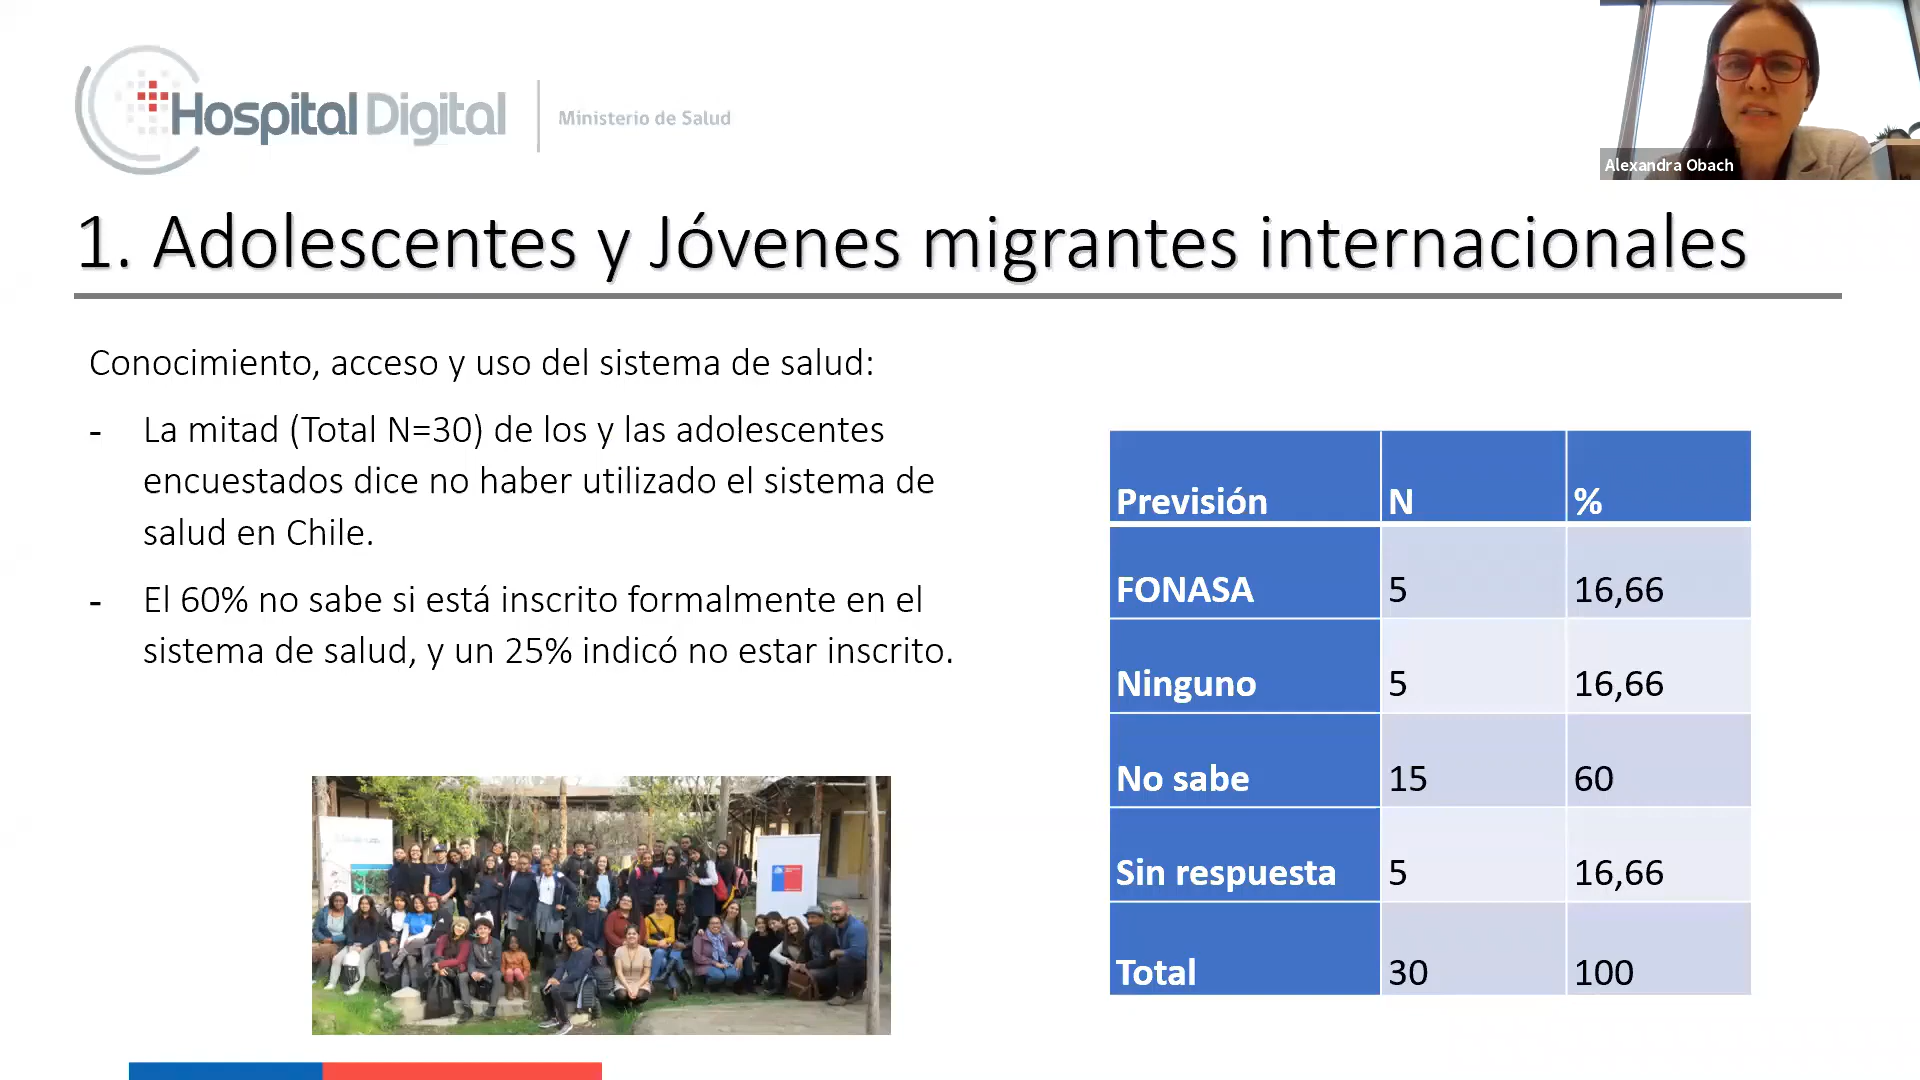 Hospital Digital
Ministerio de Salud
Alexandra Obach
1. Adolescentes y Jóvenes migrantes internacionales
Conocimiento, acceso y uso del sistema de salud:
- La mitad (Total N=30) de los y las adolescentes
encuestados dice no haber utilizado el sistema de
salud en Chile.
- El 60% no sabe si está inscrito formalmente en el
sistema de salud, y un 25% indicó no estar inscrito.
Previsión N %
FONASA 5 16,66
Ninguno 5 16,66
No sabe 15 60
Sin respuesta 5 16,66
Total 30 100